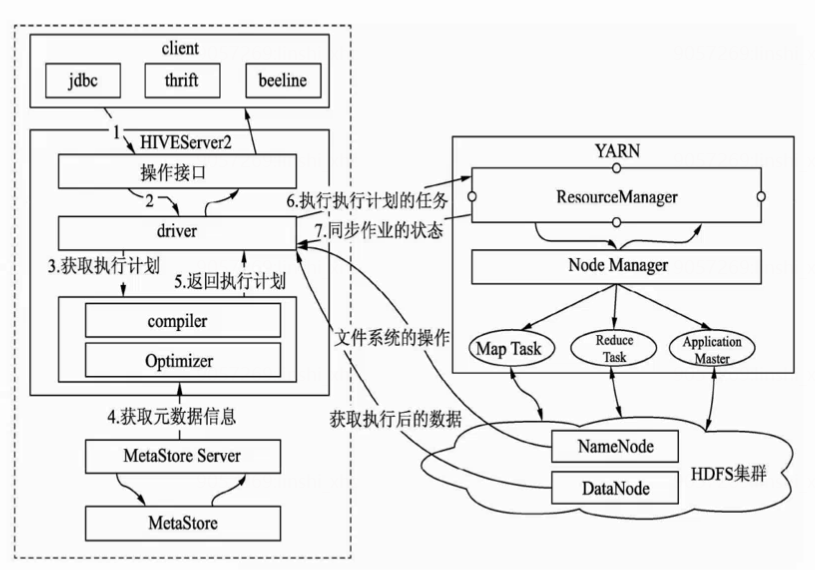 client
jdbc
thrift
beeline
1
HIVEServer2
操作接口
2
driver
3.获取执行计划
5.返回执行计划
compiler
Optimizer
4.获取元数据信息
MetaStore Server
MetaStore
6.执行执行计划的任务
7.同步作业的状态
文件系统的操作
获取执行后的数据
YARN
ResourceManager
Node Manager
Map Task
Reduce
Task
Application
Master
NameNode
DataNode
HDFS集群